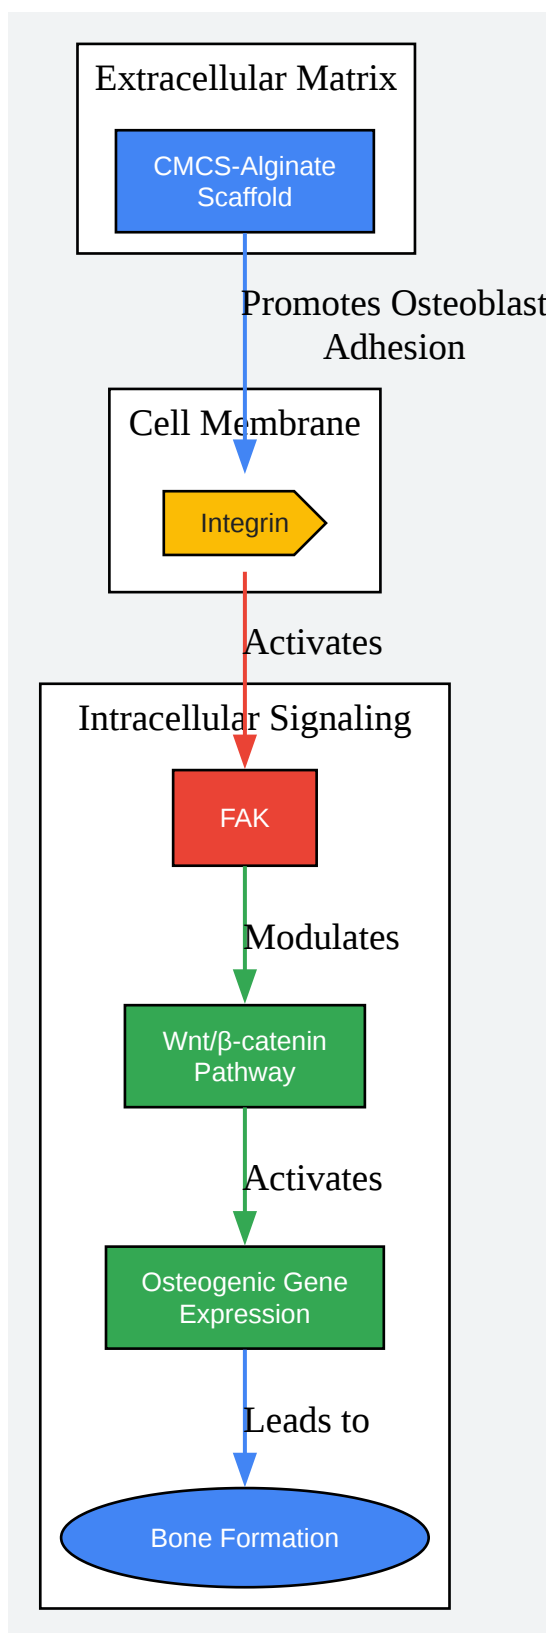 Extracellular Matrix
CMCS-Alginate
Scaffold
Promotes Osteoblast
Adhesion
Cell Membrane
Integrin
Activates
Intracellular Signaling
FAK
Modulates
Wnt/β-catenin
Pathway
Activates
Osteogenic Gene
Expression
Leads to
Bone Formation